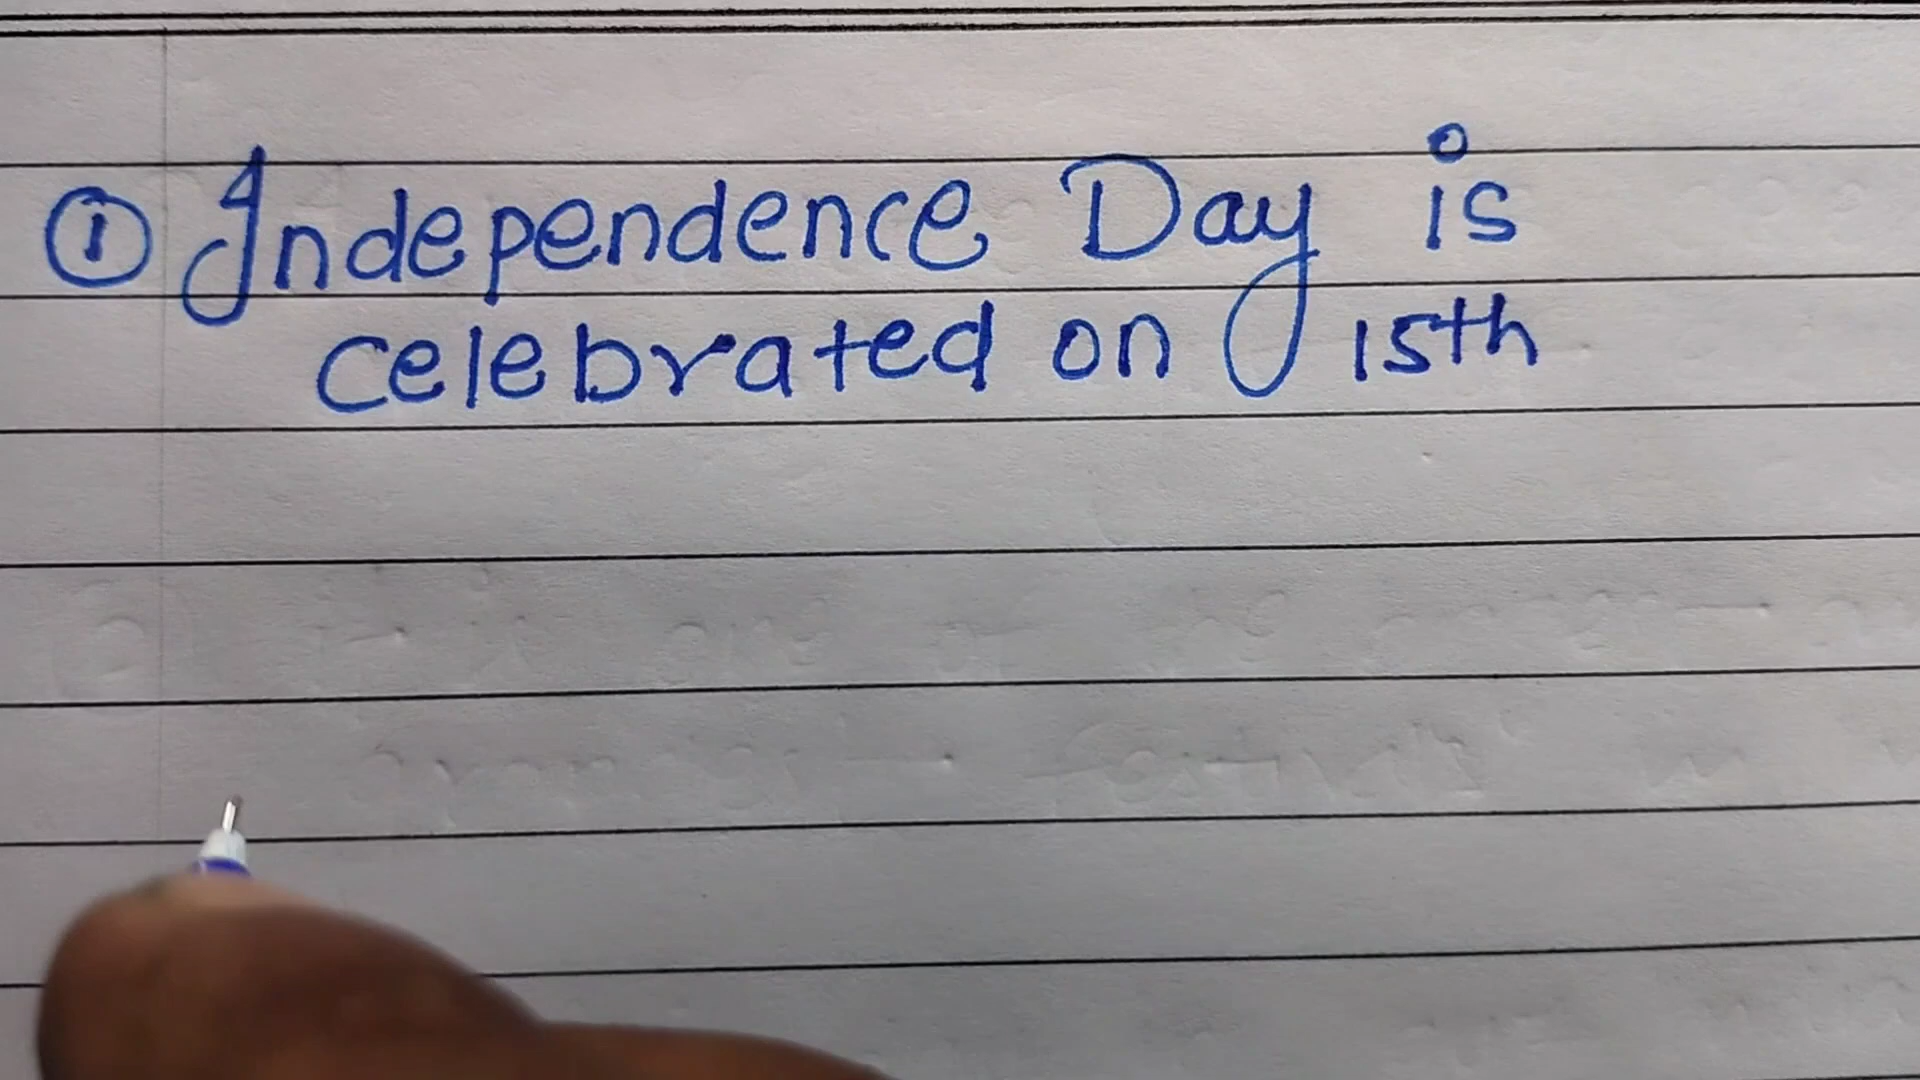 ① Independence Day is
celebrated on 15th